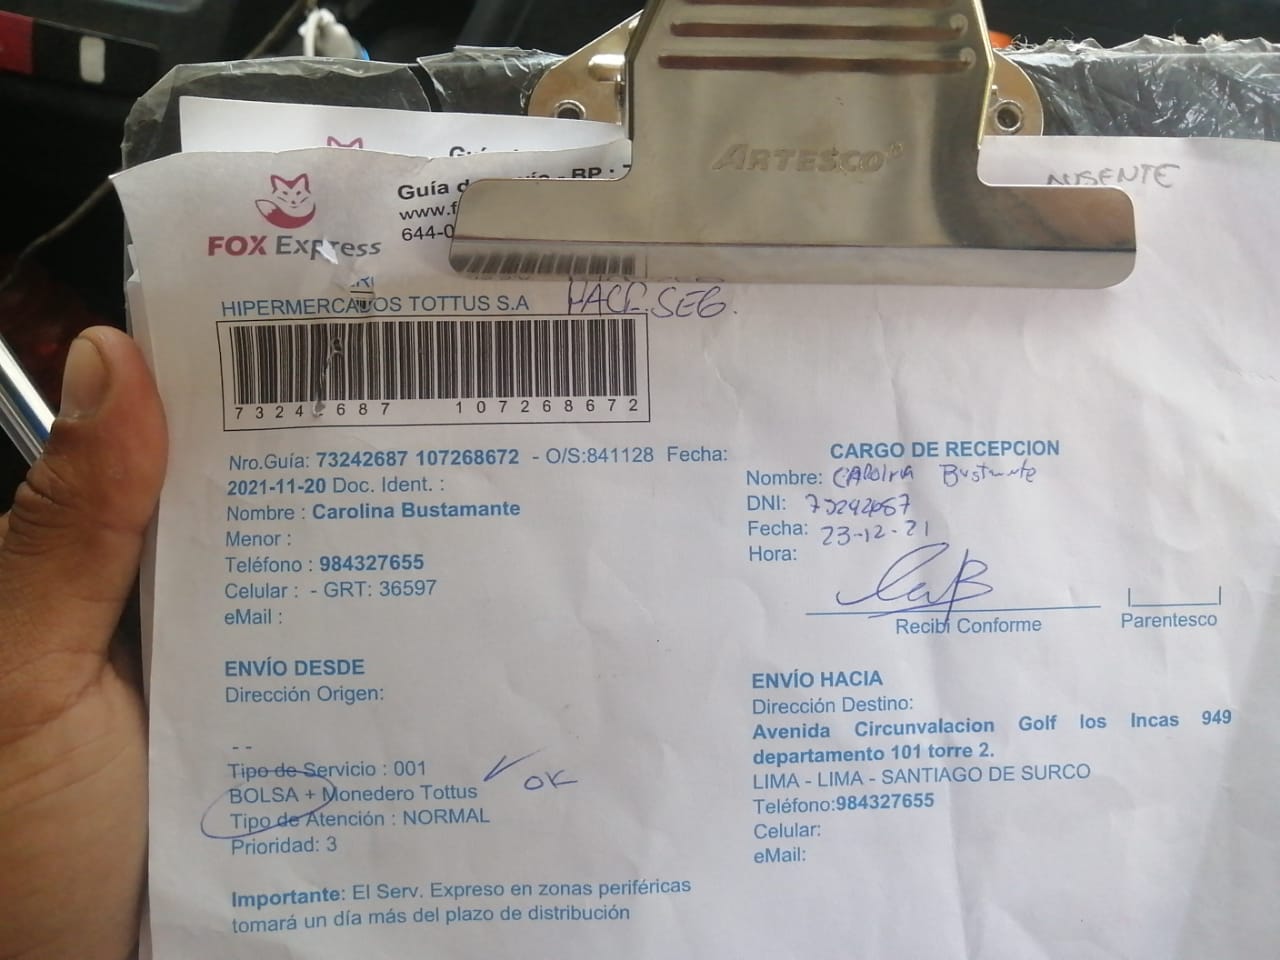 ARTESCO
AUSENTE
FOX Express
Guía de
www.f
644-0
HIPERMERCADOS TOTTUS S.A
HACE SEG.
107268672
Nro.Guía: 73242687 107268672 - O/S:841128 Fecha:
2021-11-20 Doc. Ident. :
Nombre : Carolina Bustamante
Menor :
Teléfono : 984327655
Celular : - GRT: 36597
eMail :
CARGO DE RECEPCION
Nombre: Carolina Bustmnte
DNI:
Fecha: 23-12-21
Hora:
Recibi Conforme
Parentesco
ENVÍO DESDE
Dirección Origen:
- -
Tipo de Servicio : 001
BOLSA + Monedero Tottus
OK
Tipo de Atención : NORMAL
Prioridad: 3
Importante: El Serv. Expreso en zonas periféricas
tomará un día más del plazo de distribución
ENVÍO HACIA
Dirección Destino:
Avenida Circunvalacion Golf los Incas 949
departamento 101 torre 2.
LIMA - LIMA - SANTIAGO DE SURCO
Teléfono:984327655
Celular:
eMail: